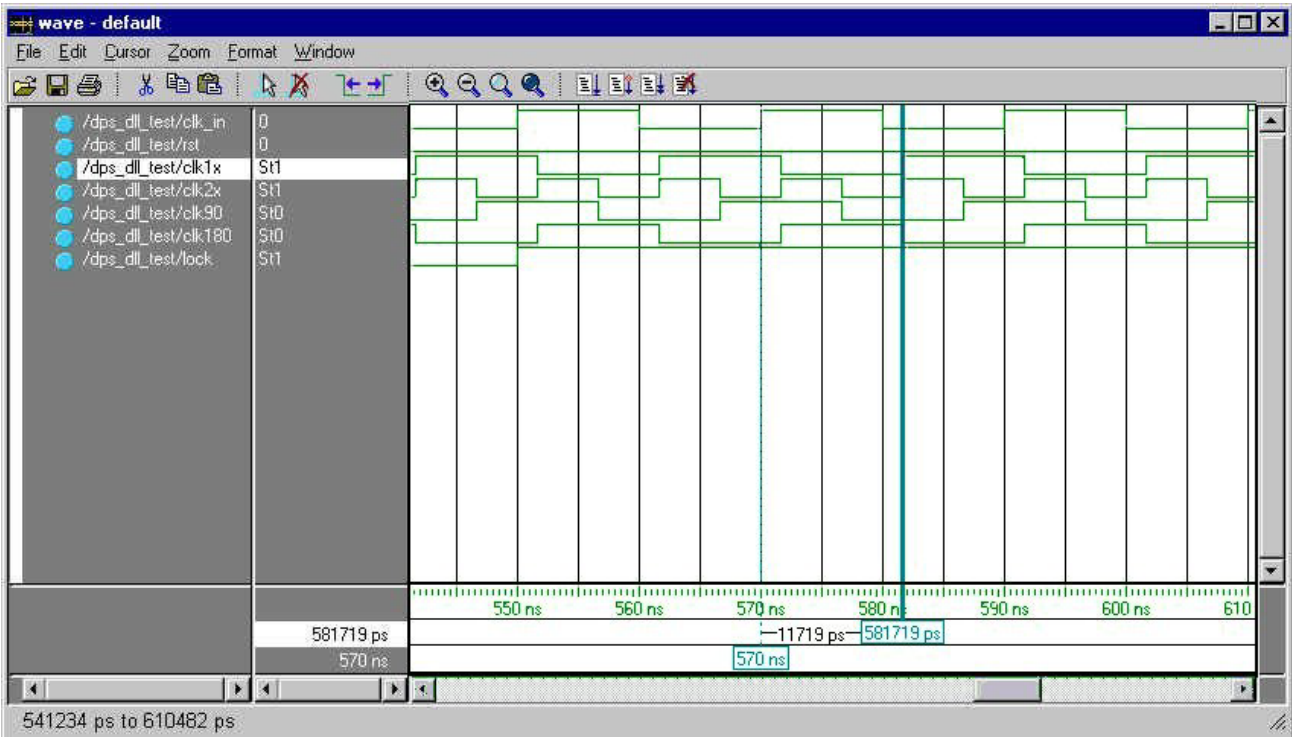 wave - default
File Edit Cursor Zoom Format Window
/dps_dll_test/clk_in 0
/dps_dll_test/rst 0
/dps_dll_test/clk1x St1
/dps_dll_test/clk2x St1
/dps_dll_test/clk90 St0
/dps_dll_test/clk180 St0
/dps_dll_test/lock St1
550 ns 560 ns 570 ns 580 ns 590 ns 600 ns 610
581719 ps 11719 ps 581719 ps
570 ns 570 ns
541234 ps to 610482 ps